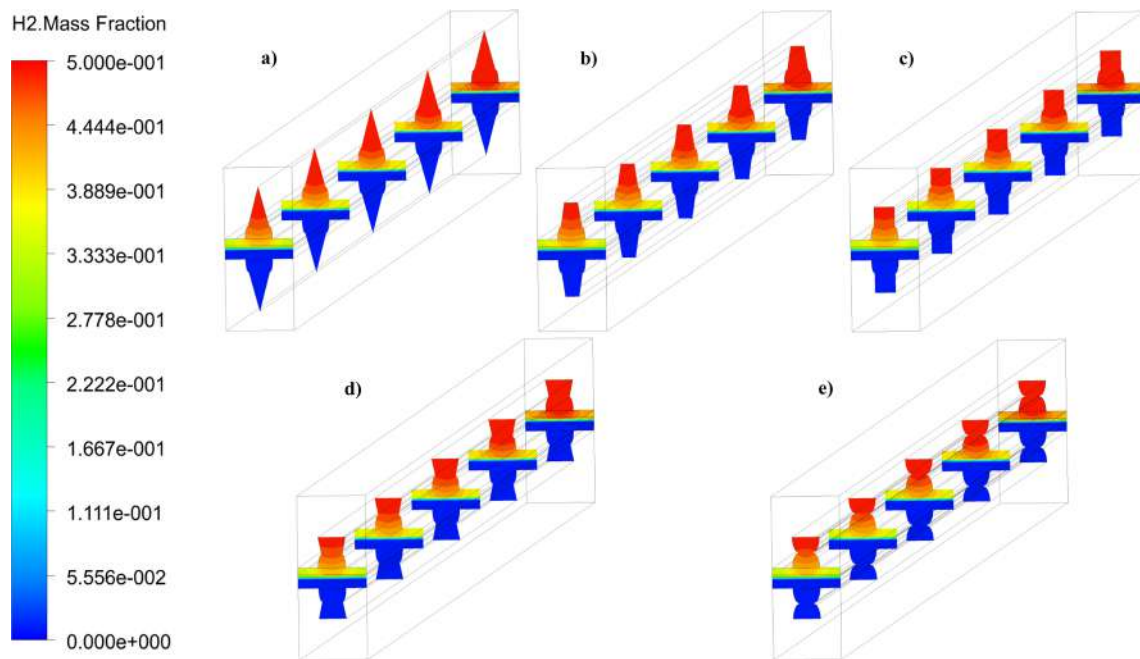 H2.Mass Fraction
5.000e-001
4.444e-001
3.889e-001
3.333e-001
2.778e-001
2.222e-001
1.667e-001
1.111e-001
5.556e-002
0.000e+000
a)
b)
c)
d)
e)